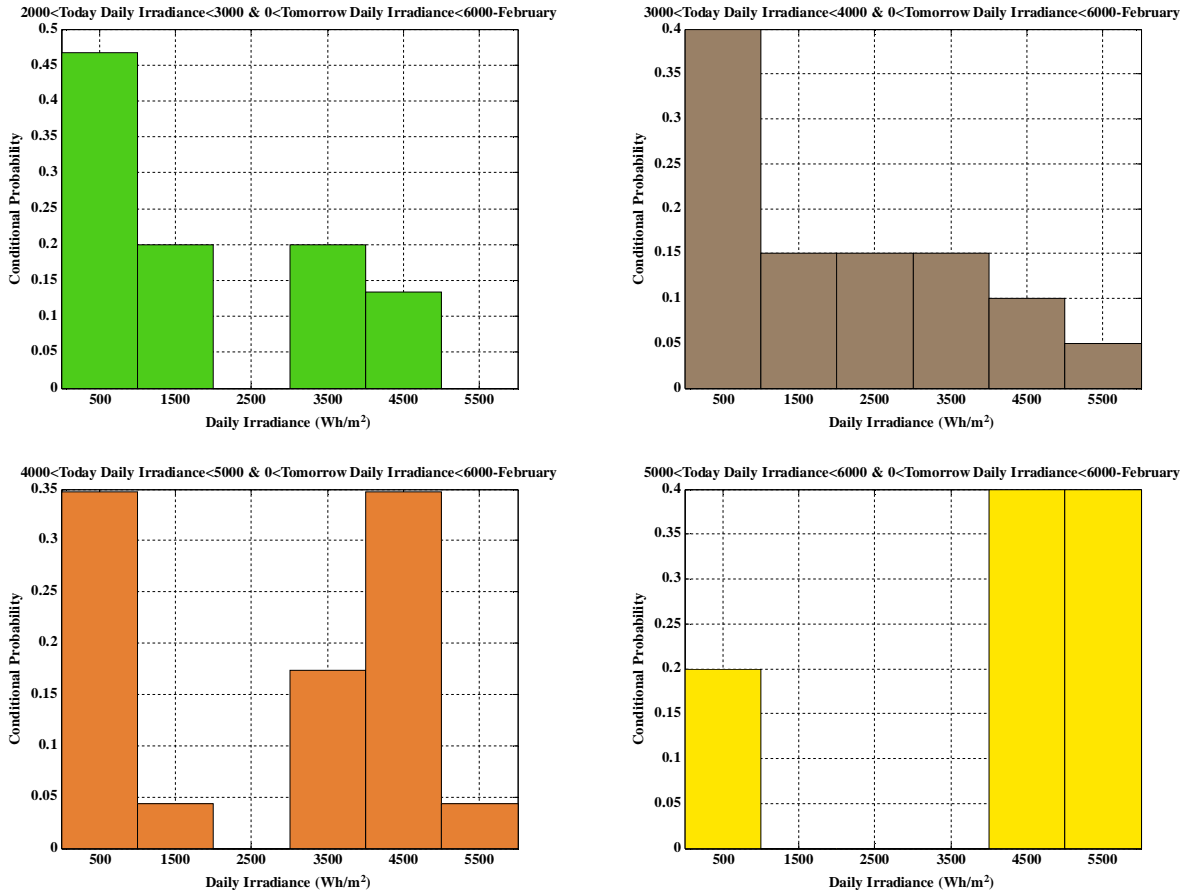 2000<Today Daily Irradiance<3000 & 0<Tomorrow Daily Irradiance<6000-February
0.5
0.45
0.4
0.35
0.3
0.25
0.2
0.15
0.1
0.05
0
Conditional Probability
500 1500 2500 3500 4500 5500
Daily Irradiance (Wh/m²)
3000<Today Daily Irradiance<4000 & 0<Tomorrow Daily Irradiance<6000-February
0.4
0.35
0.3
0.25
0.2
0.15
0.1
0.05
0
Conditional Probability
500 1500 2500 3500 4500 5500
Daily Irradiance (Wh/m²)
4000<Today Daily Irradiance<5000 & 0<Tomorrow Daily Irradiance<6000-February
0.35
0.3
0.25
0.2
0.15
0.1
0.05
0
Conditional Probability
500 1500 2500 3500 4500 5500
Daily Irradiance (Wh/m²)
5000<Today Daily Irradiance<6000 & 0<Tomorrow Daily Irradiance<6000-February
0.4
0.35
0.3
0.25
0.2
0.15
0.1
0.05
0
Conditional Probability
500 1500 2500 3500 4500 5500
Daily Irradiance (Wh/m²)